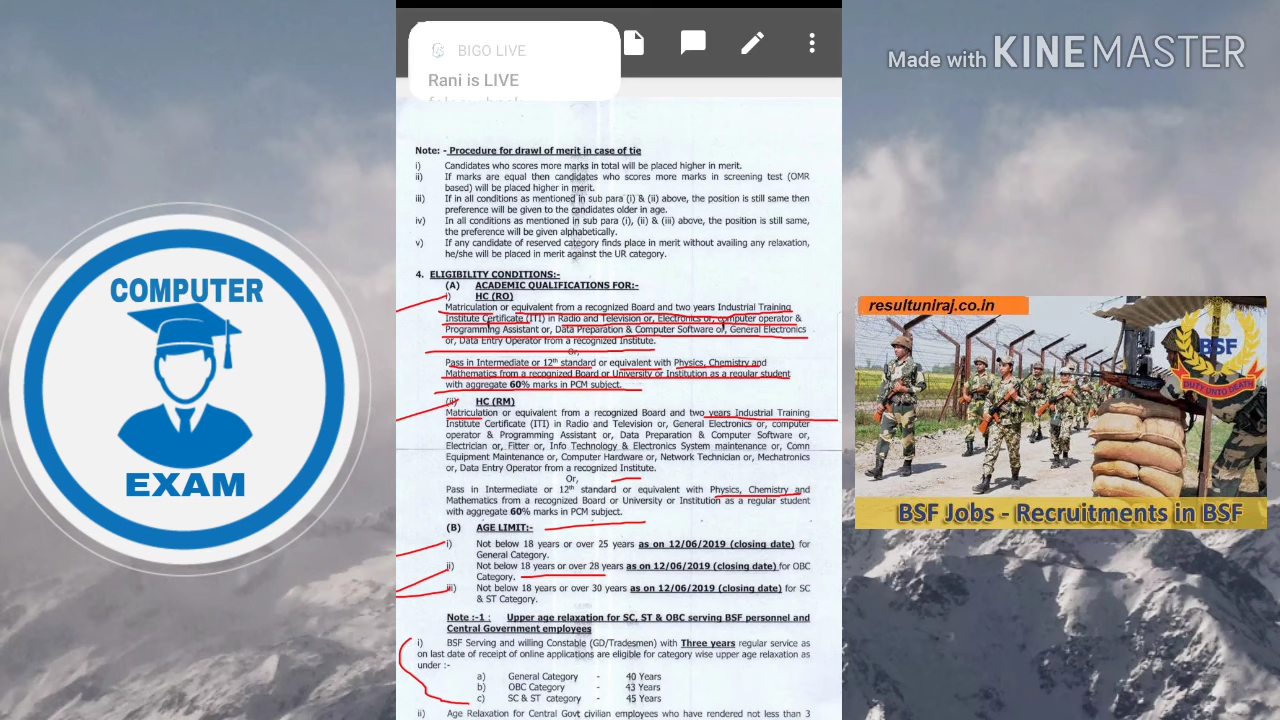 BIGO LIVE
Rani is LIVE
Made with KINEMASTER
Note: - Procedure for drawl of merit in case of tie
i) Candidates who scores more marks in total will be placed higher in merit.
ii) If marks are equal then candidates who scores more marks in screening test (OMR
based) will be placed higher in merit.
iii) If in all conditions as mentioned in sub para (i) & (ii) above, the position is still same then
preference will be given to the candidates older in age.
iv) In all conditions as mentioned in sub para (i), (ii) & (iii) above, the position is still same,
the preference will be given alphabetically.
v) If any candidate of reserved category finds place in merit without availing any relaxation,
he/she will be placed in merit against the UR category.
4. ELIGIBILITY CONDITIONS:-
(A) ACADEMIC QUALIFICATIONS FOR:-
i) HC (RO)
Matriculation or equivalent from a recognized Board and two years Industrial Training
Institute Certificate (ITI) in Radio and Television or, Electronics or, computer operator &
Programming Assistant or, Data Preparation & Computer Software or, General Electronics
or, Data Entry Operator from a recognized Institute.
Or,
Pass in Intermediate or 12th standard or equivalent with Physics, Chemistry and
Mathematics from a recognized Board or University or Institution as a regular student
with aggregate 60% marks in PCM subject.
(ii) HC (RM)
Matriculation or equivalent from a recognized Board and two years Industrial Training
Institute Certificate (ITI) in Radio and Television or, General Electronics or, computer
operator & Programming Assistant or, Data Preparation & Computer Software or,
Electrician or, Fitter or, Info Technology & Electronics System maintenance or, Comn
Equipment Maintenance or, Computer Hardware or, Network Technician or, Mechatronics
or, Data Entry Operator from a recognized Institute.
Or,
Pass in Intermediate or 12th standard or equivalent with Physics, Chemistry and
Mathematics from a recognized Board or University or Institution as a regular student
with aggregate 60% marks in PCM subject.
(B) AGE LIMIT:-
i) Not below 18 years or over 25 years as on 12/06/2019 (closing date) for
General Category.
ii) Not below 18 years or over 28 years as on 12/06/2019 (closing date) for OBC
Category.
iii) Not below 18 years or over 30 years as on 12/06/2019 (closing date) for SC
& ST Category.
Note :-1 : Upper age relaxation for SC, ST & OBC serving BSF personnel and
Central Government employees
i) BSF Serving and willing Constable (GD/Tradesmen) with Three years regular service as
on last date of receipt of online applications are eligible for category wise upper age relaxation as
under :-
a) General Category - 40 Years
b) OBC Category - 43 Years
c) SC & ST category - 45 Years
ii) Age Relaxation for Central Govt civilian employees who have rendered not less than 3
COMPUTER
EXAM
resultuniraj.co.in
BSF
DUTY UNTO DEATH
BSF Jobs - Recruitments in BSF